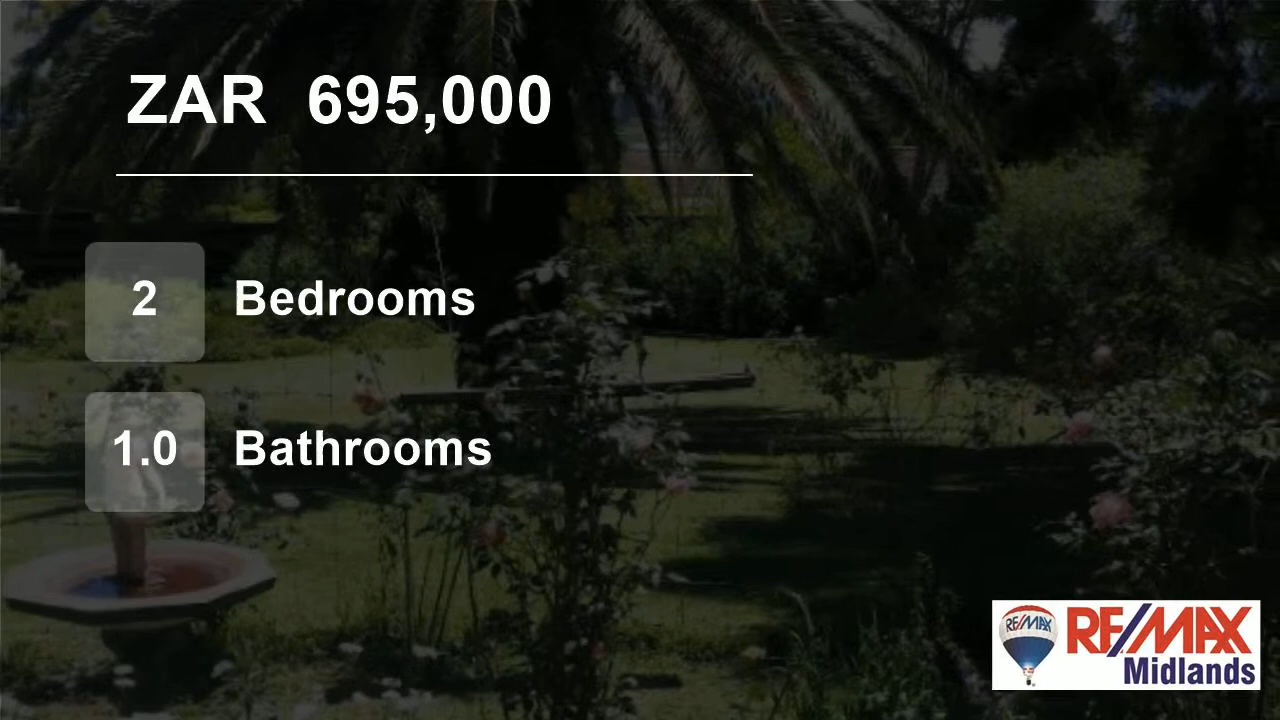 ZAR 695,000
2 Bedrooms
1.0 Bathrooms
RE/MAX
RE/MAX
Midlands